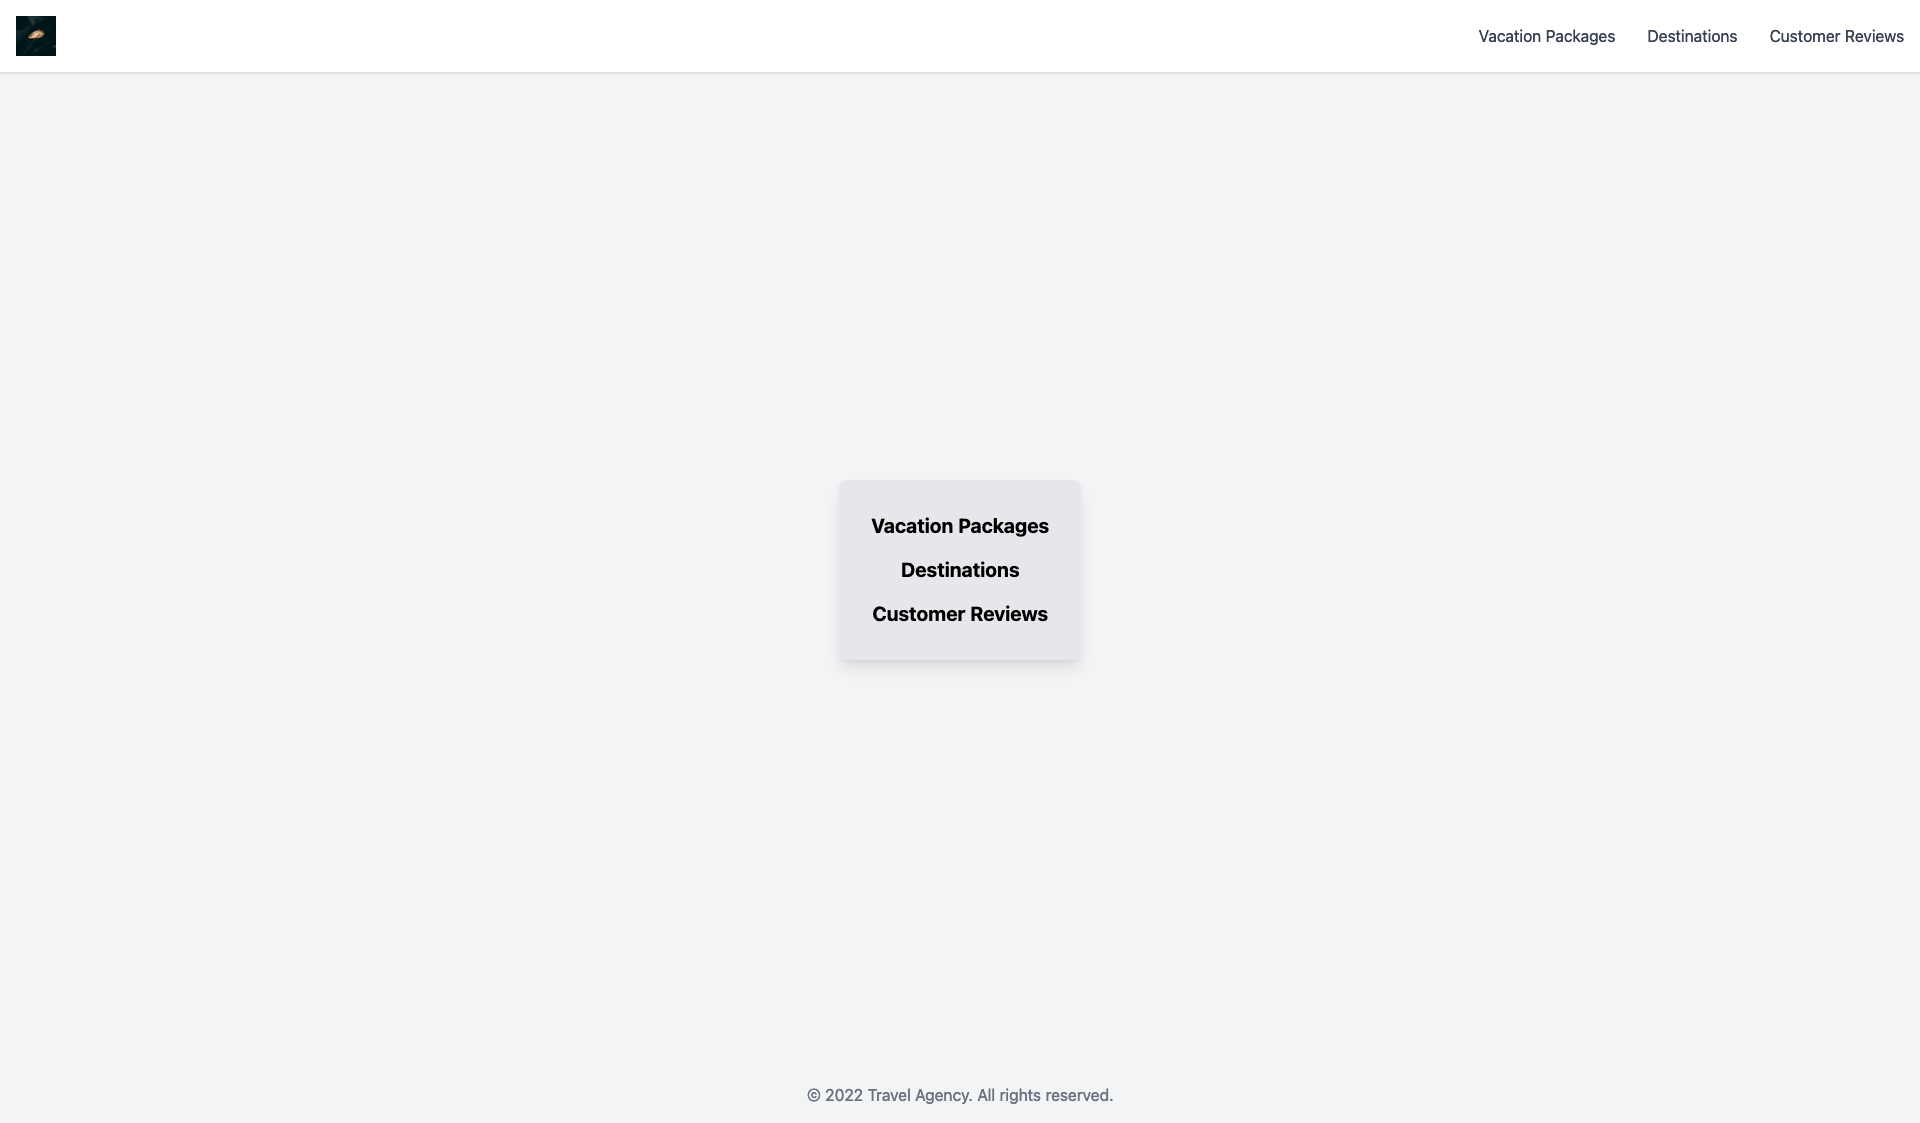 Vacation Packages Destinations Customer Reviews
Vacation Packages
Destinations
Customer Reviews
© 2022 Travel Agency. All rights reserved.